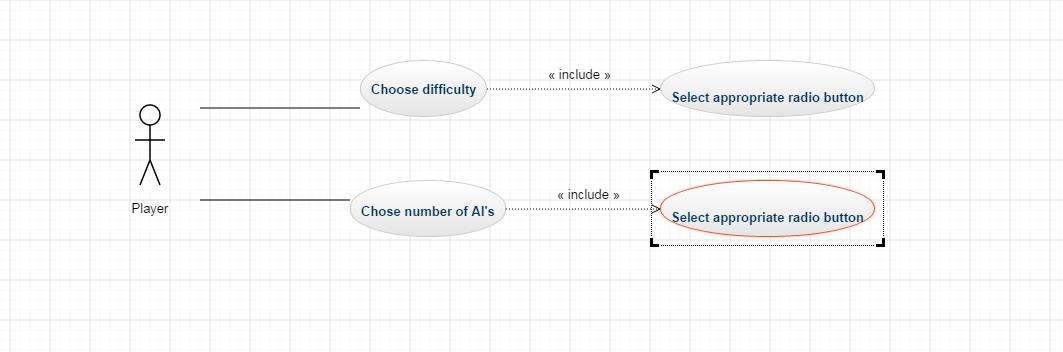 « include »
Choose difficulty
Select appropriate radio button
« include »
Player
Chose number of AI's
Select appropriate radio button